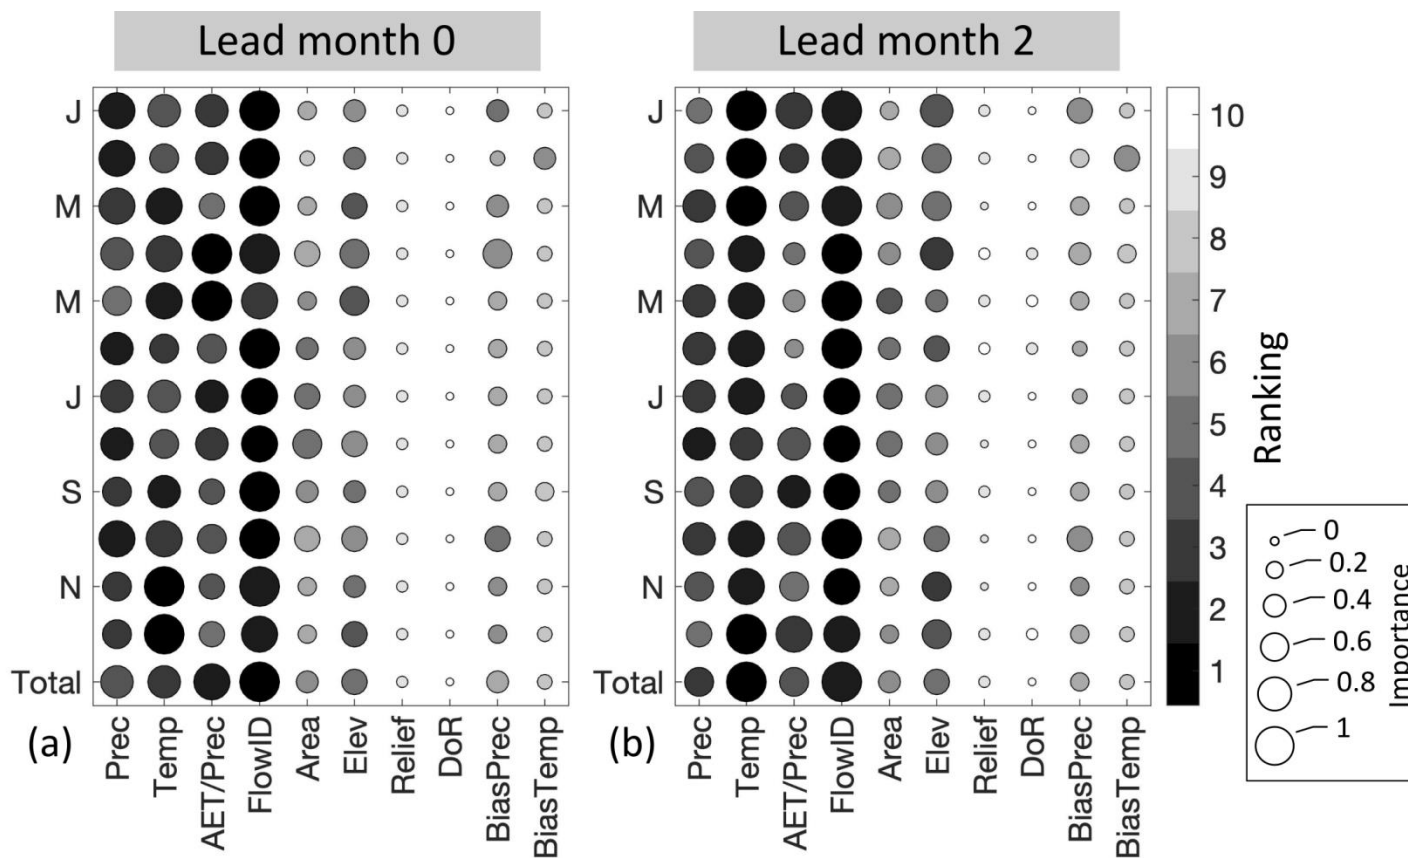 Lead month 0
Lead month 2
J
M
M
J
S
N
Total
(a)
Prec
Temp
AET/Prec
FlowID
Area
Elev
Relief
DoR
BiasPrec
BiasTemp
J
M
M
J
S
N
Total
(b)
Prec
Temp
AET/Prec
FlowID
Area
Elev
Relief
DoR
BiasPrec
BiasTemp
10
9
8
7
6
5
4
3
2
1
Ranking
0
0.2
0.4
0.6
0.8
1
Importance